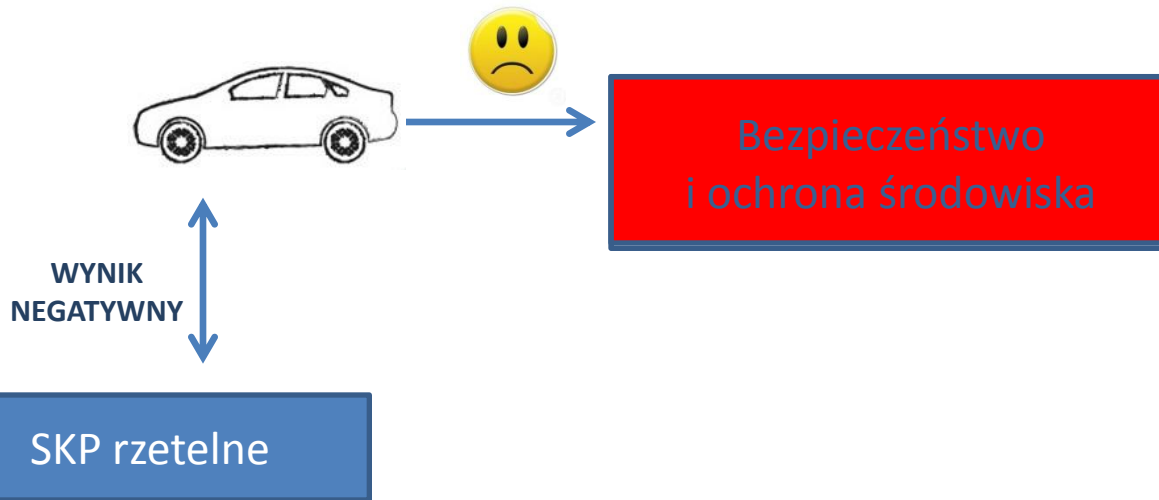 Bezpieczeństwo
i ochrona środowiska
WYNIK
NEGATYWNY
SKP rzetelne